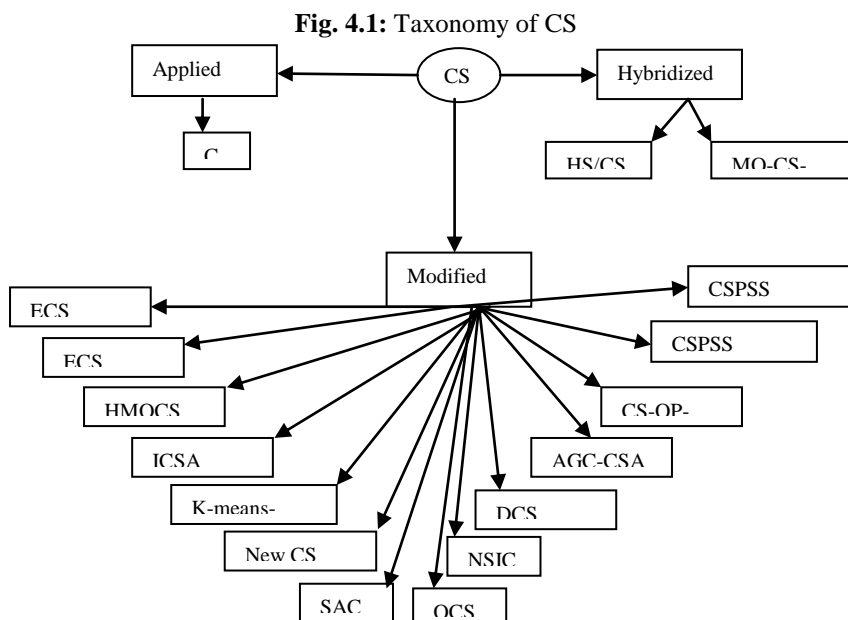 Fig. 4.1: Taxonomy of CS
Applied
CS
Hybridized
C
HS/CS
MO-CS-
Modified
CSPSS
ECS
CSPSS
ECS
HMOCS
CS-OP-
ICSA
AGC-CSA
K-means-
DCS
New CS
NSIC
SAC